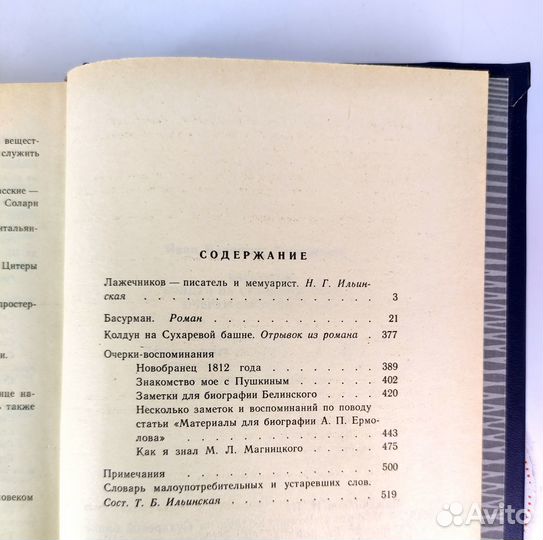 вещест-
служить
асские —
Солари
итальян-
Цитеры
простер-
и.
нце на-
ь также
ловеком
СОДЕРЖАНИЕ
Лажечников — писатель и мемуарист. Н. Г. Ильин-
ская . . . . . . . . . . . . . . 3
Басурман. Роман . . . . . . . . . . 21
Колдун на Сухаревой башне. Отрывок из романа . 377
Очерки-воспоминания
Новобранец 1812 года . . . . . . . 389
Знакомство мое с Пушкиным . . . . . 402
Заметки для биографии Белинского . . . 420
Несколько заметок и воспоминаний по поводу
статьи «Материалы для биографии А. П. Ермо-
лова» . . . . . . . . . . . 443
Как я знал М. Л. Магницкого . . . . . 475
Примечания . . . . . . . . . . . . 500
Словарь малоупотребительных и устаревших слов.
Сост. Т. Б. Ильинская . . . . . . . . . 519
Avito